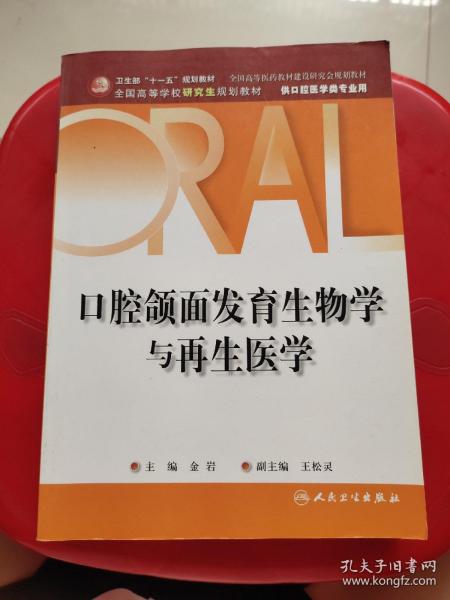 卫生部“十一五”规划教材 全国高等医药教材建设研究会规划教材
全国高等学校研究生规划教材 供口腔医学类专业用
ORAL
口腔颌面发育生物学
与再生医学
主编 金岩 副主编 王松灵
人民卫生出版社
孔夫子旧书网
www.kongfz.com